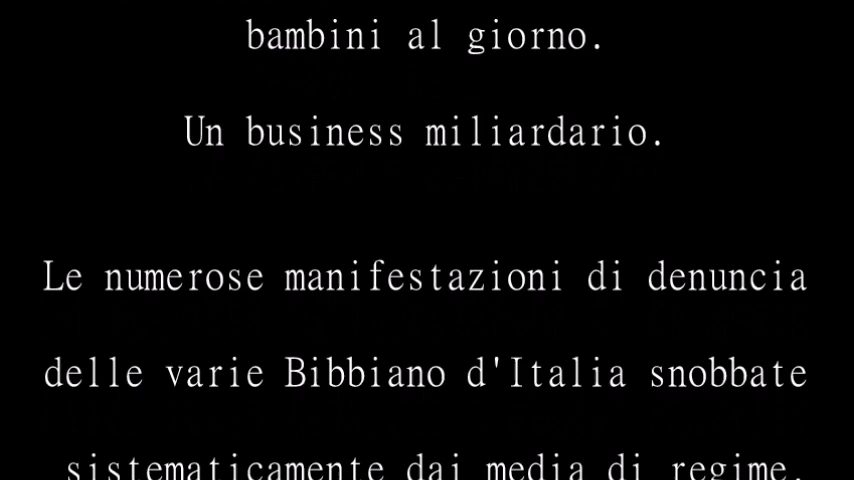 bambini al giorno.
Un business miliardario.
Le numerose manifestazioni di denuncia
delle varie Bibbiano d'Italia snobbate
sistematicamente dai media di regime.